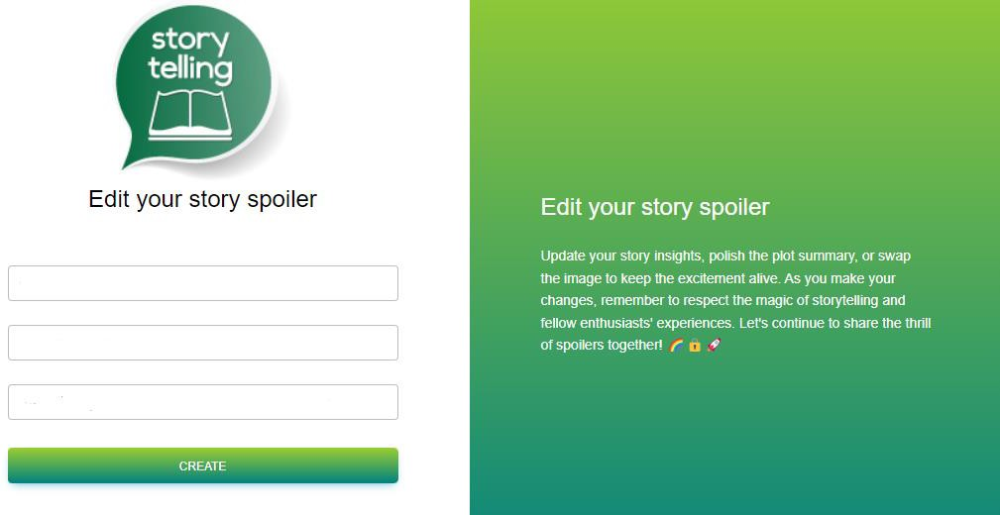 story
telling
Edit your story spoiler
CREATE
Edit your story spoiler
Update your story insights, polish the plot summary, or swap
the image to keep the excitement alive. As you make your
changes, remember to respect the magic of storytelling and
fellow enthusiasts' experiences. Let's continue to share the thrill
of spoilers together! 🌈 🔒 🚀